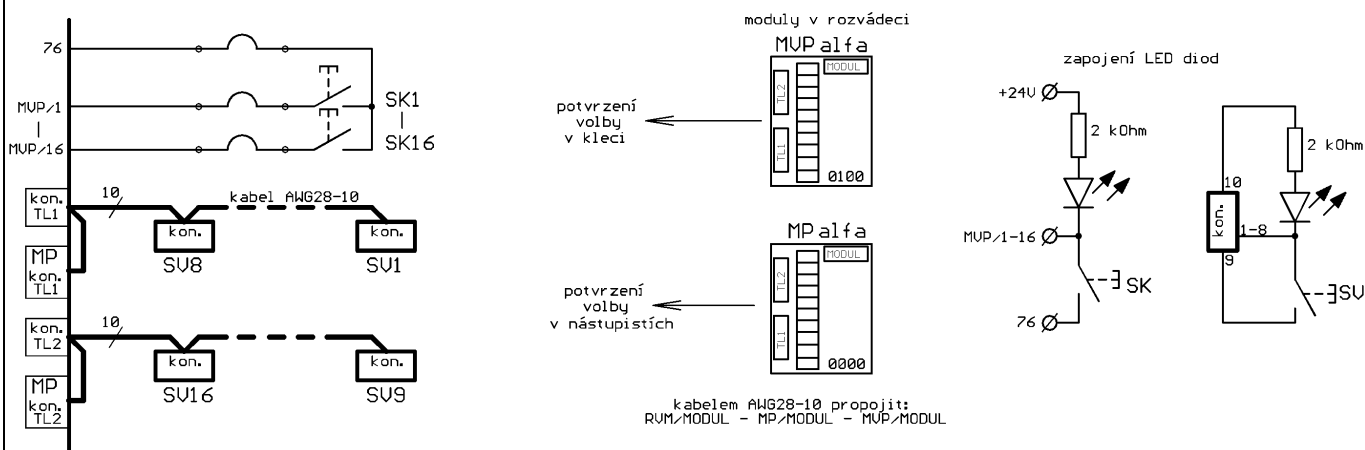 76
MVP/1
MVP/16
SK1
SK16
kon.
TL1
10
kabel AWG28-10
kon.
SV8
kon.
SV1
MP
kon.
TL1
kon.
TL2
10
kon.
SV16
kon.
SV9
MP
kon.
TL2
moduly v rozvádeci
MVP alfa
MODUL
TL2
TL1
0100
potvrzení
volby
v kleci
MP alfa
MODUL
TL2
TL1
0000
potvrzení
volby
v nástupistích
kabelem AWG28-10 propojit:
RVM/MODUL - MP/MODUL - MVP/MODUL
zapojení LED diod
+24V
2 kOhm
MVP/1-16
SK
76
2 kOhm
10
kon.
1-8
9
SV